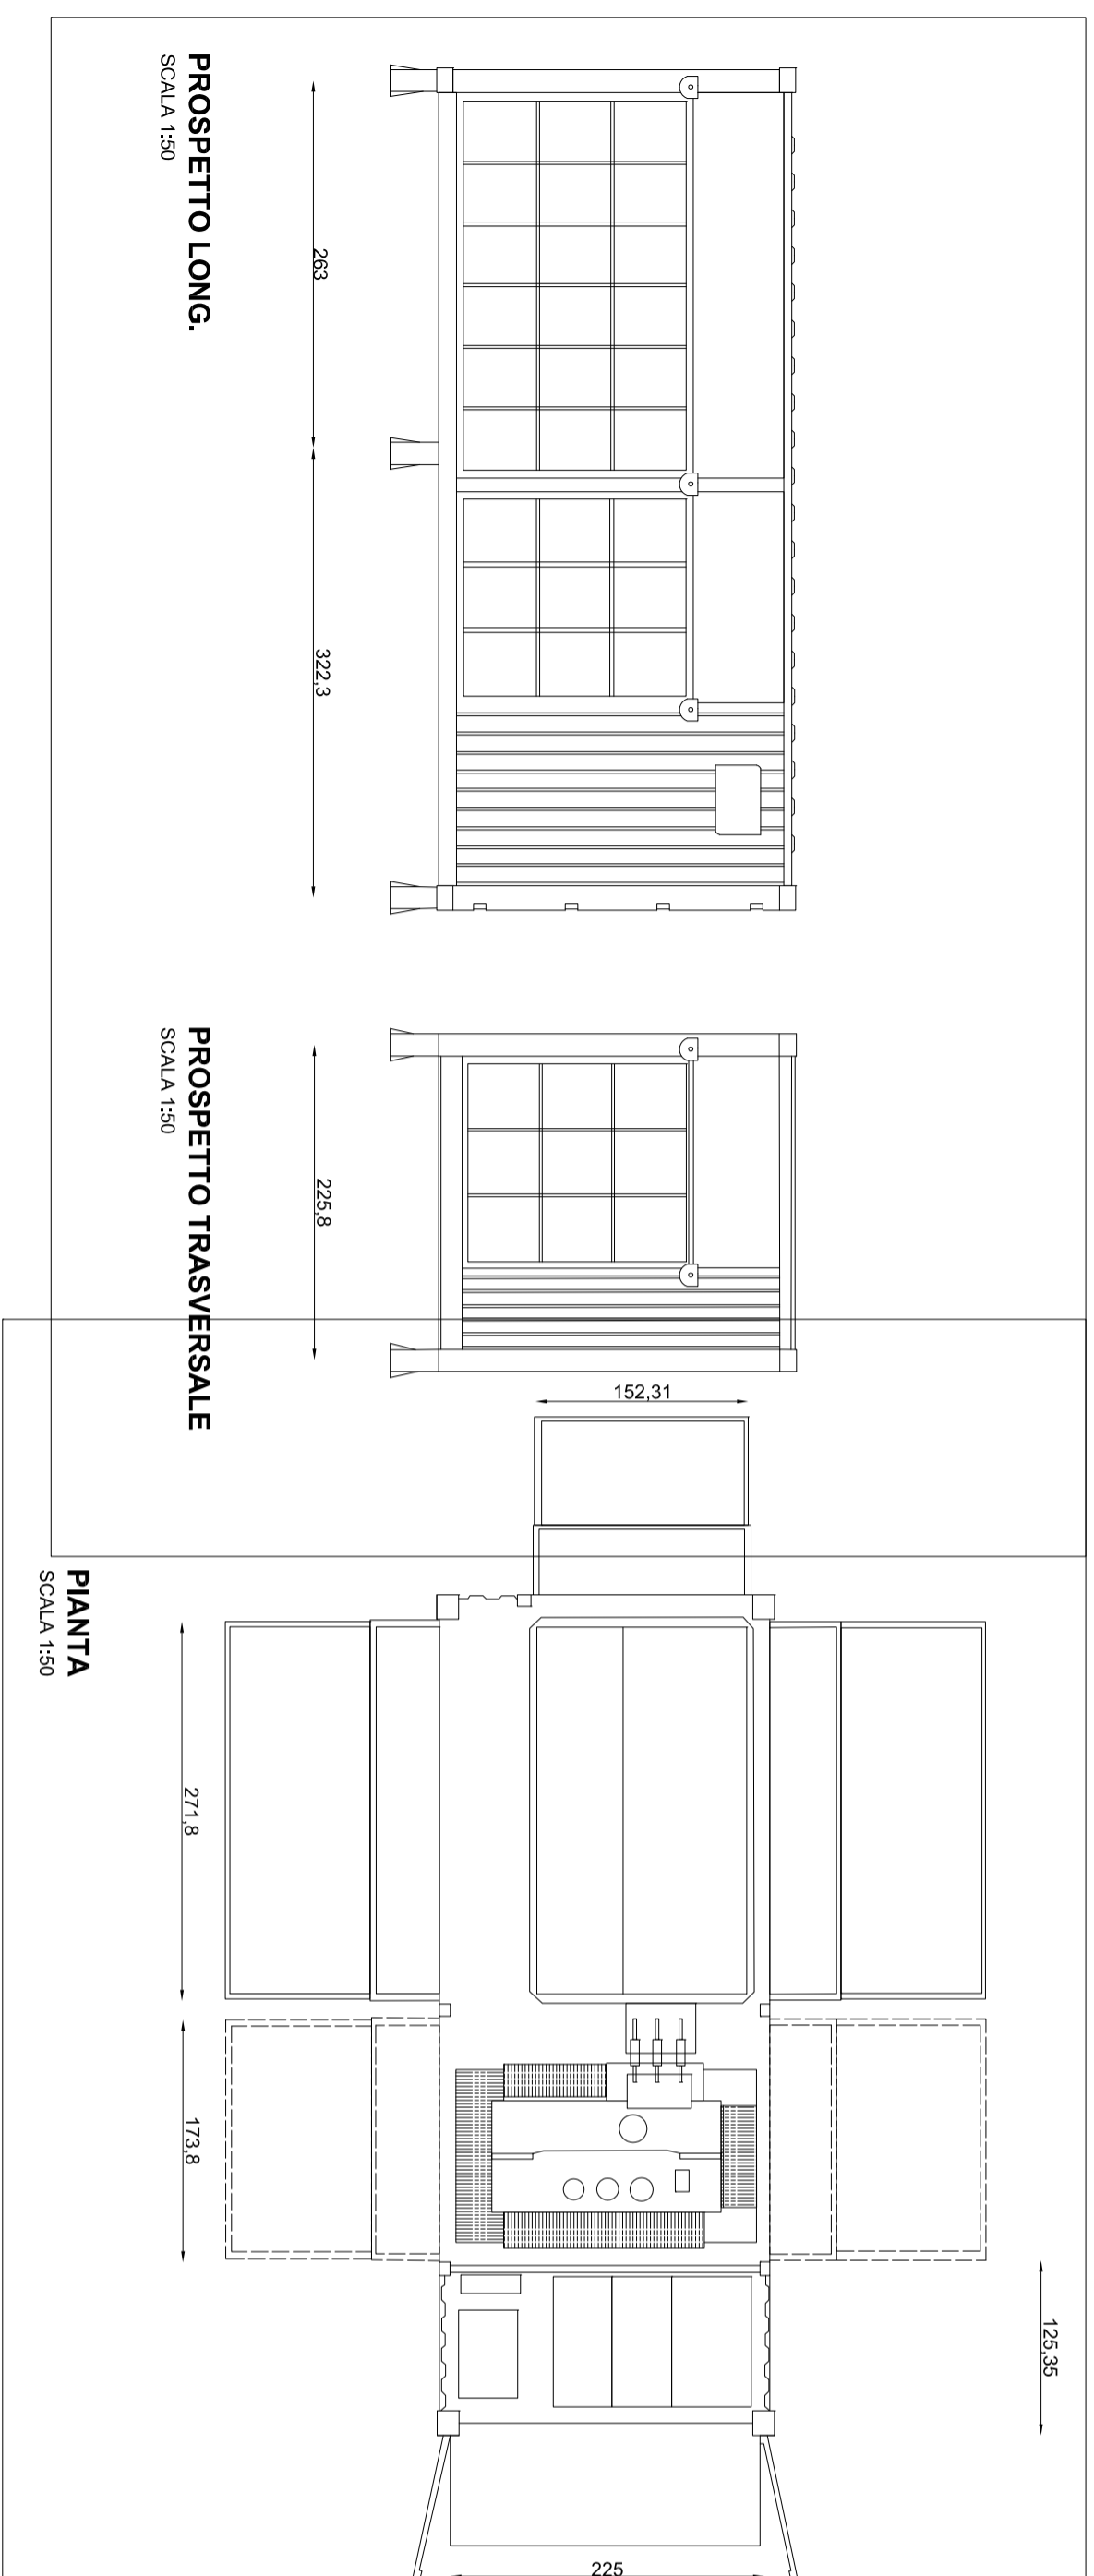 PROSPETTO LONG.
SCALA 1:50
263
322,3
PROSPETTO TRASVERSALE
SCALA 1:50
225,8
152,31
PIANTA
SCALA 1:50
271,8
173,8
125,35
225